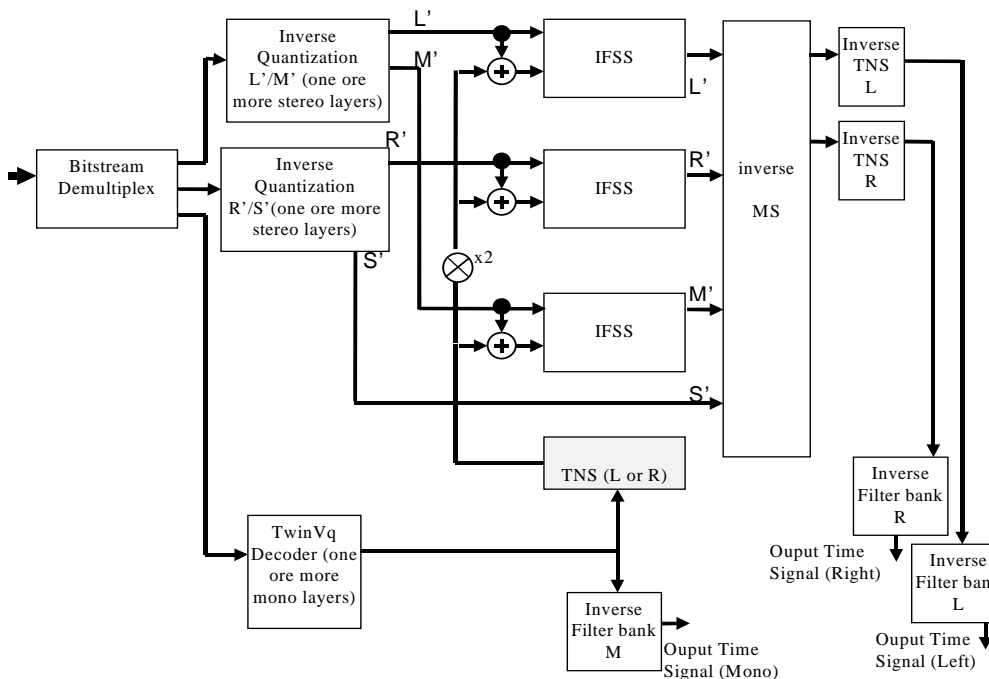 Inverse
Quantization
L'/M' (one ore
more stereo layers)
L'
M'
IFSS
L'
Inverse
TNS
L
Bitstream
Demultiplex
Inverse
Quantization
R'/S'(one ore more
stereo layers)
R'
S'
IFSS
R'
inverse
MS
Inverse
TNS
R
x2
IFSS
M'
S'
TNS (L or R)
TwinVq
Decoder (one
ore more
mono layers)
Inverse
Filter bank
M
Ouput Time
Signal (Mono)
Inverse
Filter bank
R
Ouput Time
Signal (Right)
Inverse
Filter bank
L
Ouput Time
Signal (Left)